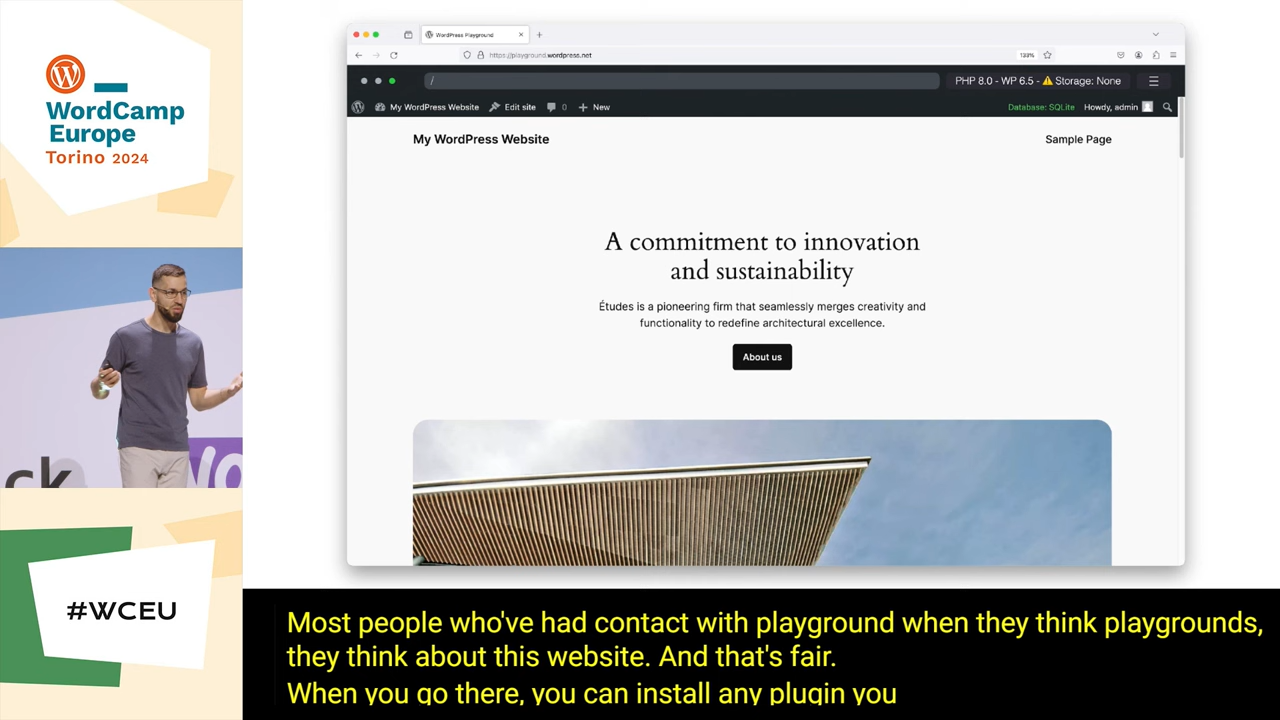 WordCamp
Europe
Torino 2024
ck
WO
#WCEU
WordPress Playground
https://playground.wordpress.net
133%
/
PHP 8.0 - WP 6.5 - ⚠ Storage: None
My WordPress Website
Edit site
0
New
Database: SQLite
Howdy, admin
My WordPress Website
Sample Page
A commitment to innovation
and sustainability
Études is a pioneering firm that seamlessly merges creativity and
functionality to redefine architectural excellence.
About us
Most people who've had contact with playground when they think playgrounds,
they think about this website. And that's fair.
When you go there, you can install any plugin you